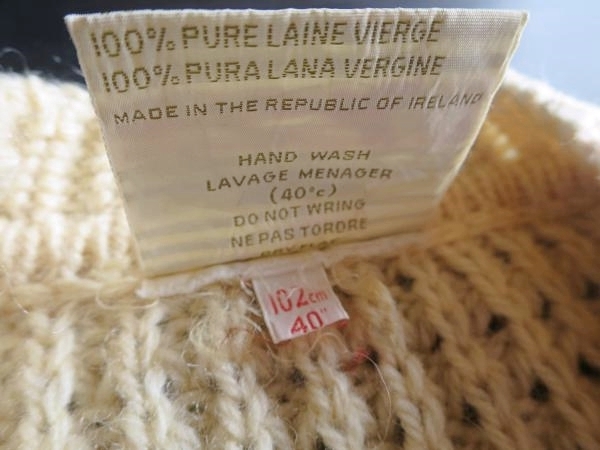 100% PURE LAINE VIERGE
100% PURA LANA VERGINE
MADE IN THE REPUBLIC OF IRELAND
HAND WASH
LAVAGE MENAGER
(40°c)
DO NOT WRING
NE PAS TORDRE
102cm
40"